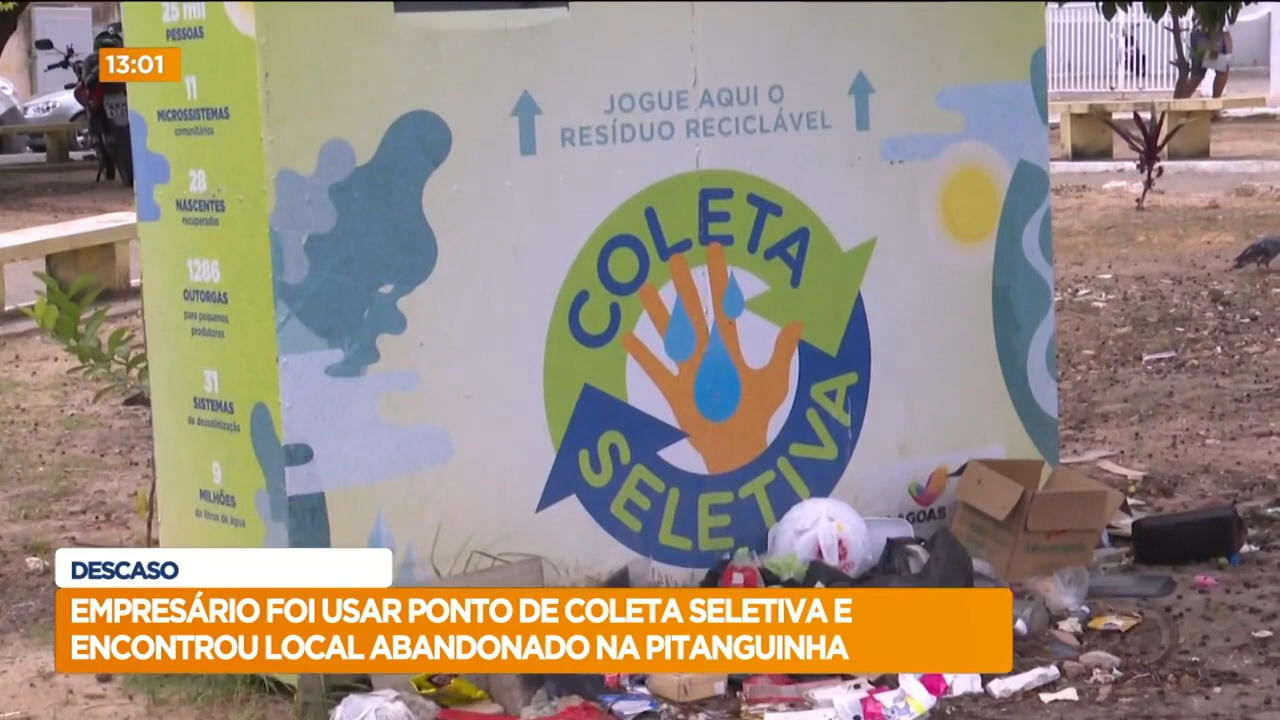 25 mil
PESSOAS
13:01
11
MICROSSISTEMAS
comunitários
28
NASCENTES
recuperadas
1286
OUTORGAS
para pequenos
produtores
31
SISTEMAS
de dessalinização
9
MILHÕES
de litros de água
JOGUE AQUI O
RESÍDUO RECICLÁVEL
COLETA
SELETIVA
LAGOAS
DESCASO
EMPRESÁRIO FOI USAR PONTO DE COLETA SELETIVA E
ENCONTROU LOCAL ABANDONADO NA PITANGUINHA